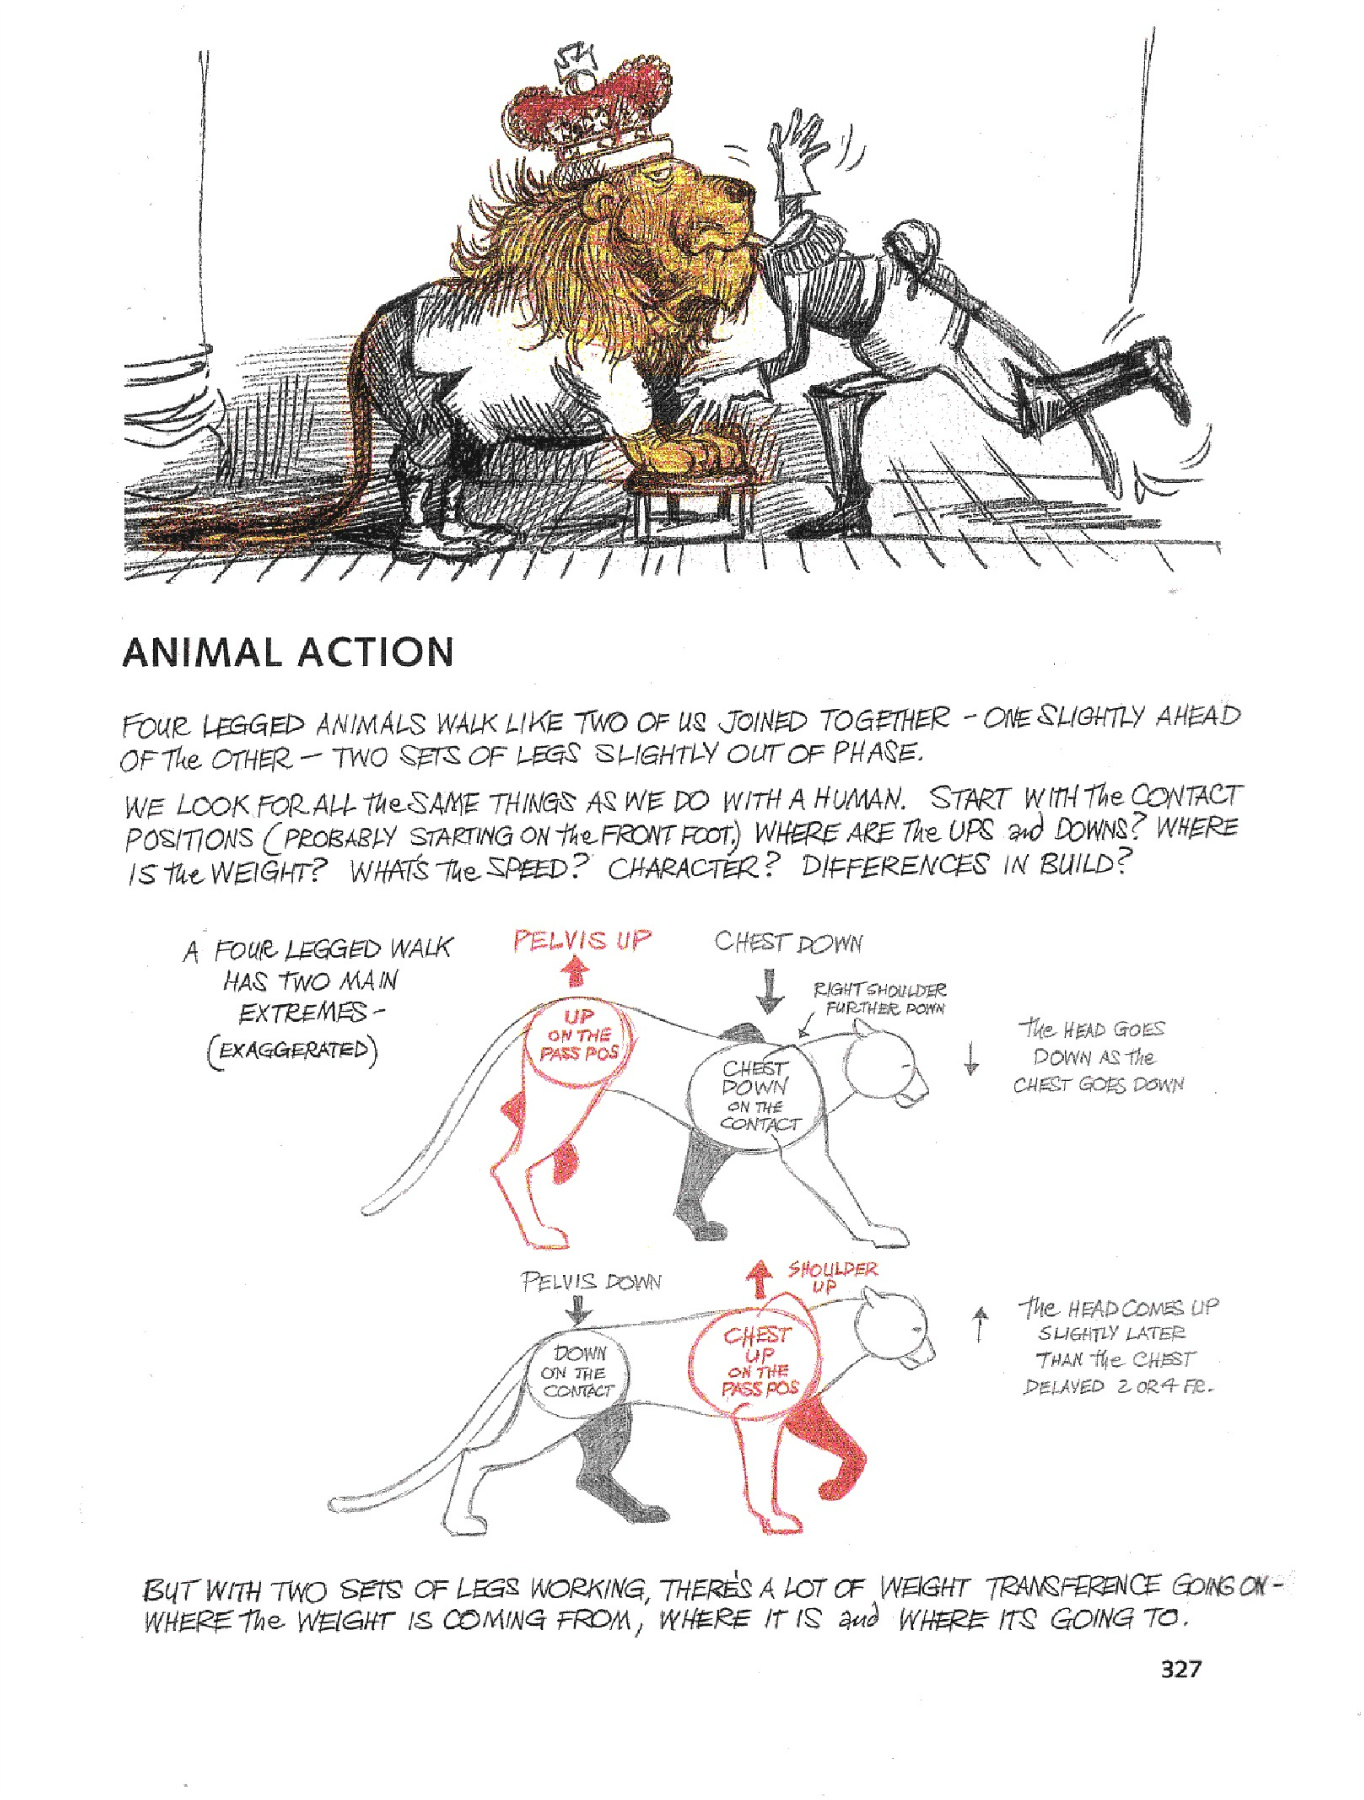 ANIMAL ACTION
FOUR LEGGED ANIMALS WALK LIKE TWO OF US JOINED TOGETHER - ONE SLIGHTLY AHEAD
OF The OTHER - TWO SETS OF LEGS SLIGHTLY OUT OF PHASE.
WE LOOK FOR ALL the SAME THINGS AS WE DO WITH A HUMAN. START WITH The CONTACT
POSITIONS (PROBABLY STARTING ON the FRONT FOOT.) WHERE ARE The UPS and DOWNS? WHERE
IS the WEIGHT? WHAT'S The SPEED? CHARACTER? DIFFERENCES IN BUILD?
A FOUR LEGGED WALK
HAS TWO MAIN
EXTREMES -
(EXAGGERATED)
PELVIS UP
CHEST DOWN
RIGHT SHOULDER
FURTHER DOWN
UP
ON THE
PASS POS
CHEST
DOWN
ON THE
CONTACT
The HEAD GOES
DOWN AS the
CHEST GOES DOWN
PELVIS DOWN
SHOULDER
UP
DOWN
ON THE
CONTACT
CHEST
UP
ON THE
PASS POS
The HEAD COMES UP
SLIGHTLY LATER
THAN the CHEST
DELAYED 2 OR 4 FR.
BUT WITH TWO SETS OF LEGS WORKING, THERE'S A LOT OF WEIGHT TRANSFERENCE GOING ON -
WHERE The WEIGHT IS COMING FROM, WHERE IT IS and WHERE ITS GOING TO.
327